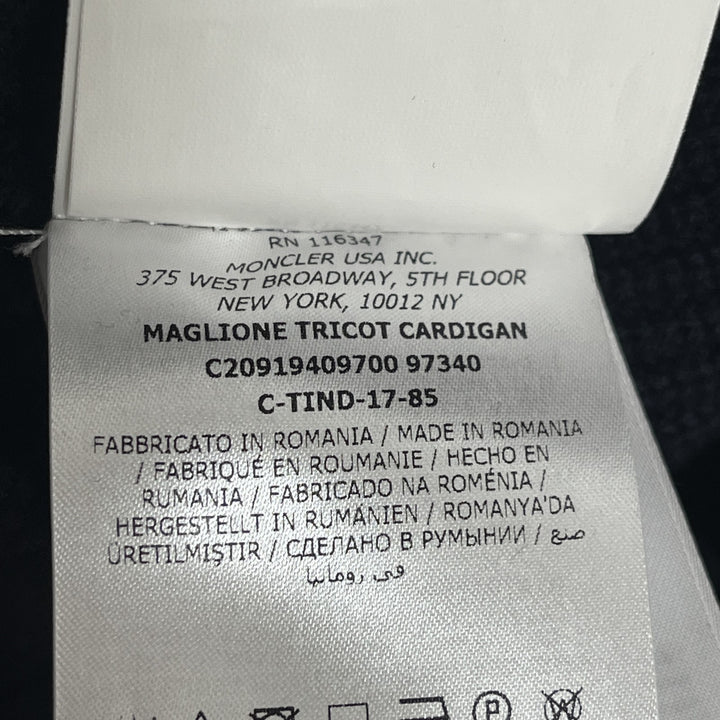 RN 116347
MONCLER USA INC.
375 WEST BROADWAY, 5TH FLOOR
NEW YORK, 10012 NY
MAGLIONE TRICOT CARDIGAN
C20919409700 97340
C-TIND-17-85
FABBRICATO IN ROMANIA / MADE IN ROMANIA
/ FABRIQUÉ EN ROUMANIE / HECHO EN
RUMANIA / FABRICADO NA ROMÉNIA /
HERGESTELLT IN RUMÄNIEN / ROMANYA'DA
ÜRETILMIŞTIR / СДЕЛАНО В РУМЫНИИ / صنع
في رومانيا
P